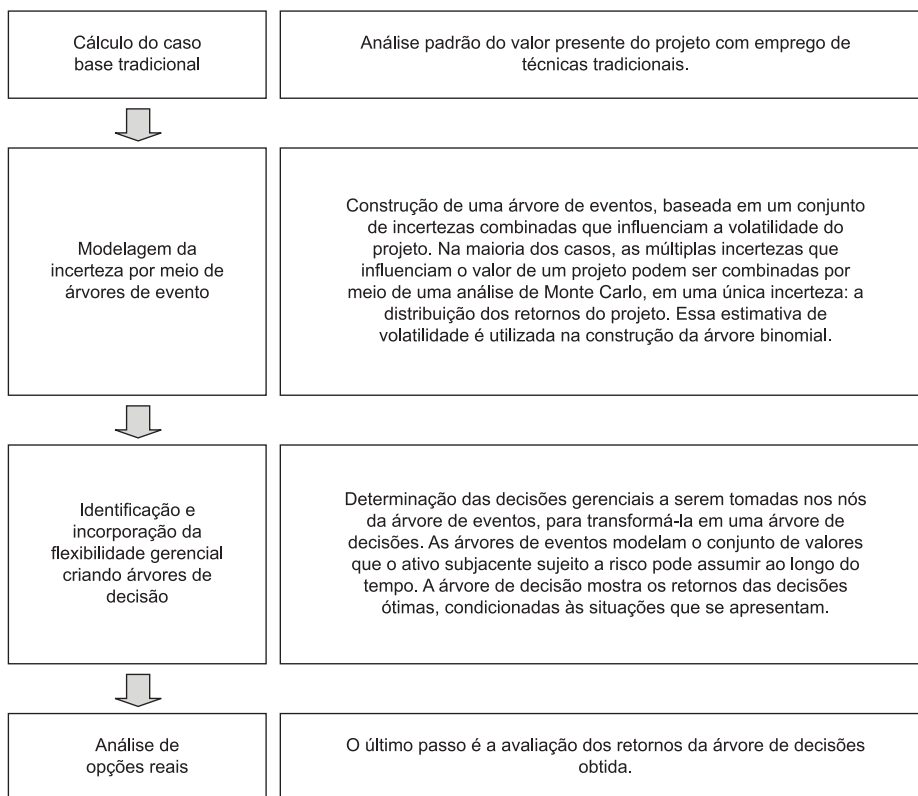 Cálculo do caso
base tradicional
Análise padrão do valor presente do projeto com emprego de
técnicas tradicionais.
Modelagem da
incerteza por meio de
árvores de evento
Construção de uma árvore de eventos, baseada em um conjunto
de incertezas combinadas que influenciam a volatilidade do
projeto. Na maioria dos casos, as múltiplas incertezas que
influenciam o valor de um projeto podem ser combinadas por
meio de uma análise de Monte Carlo, em uma única incerteza: a
distribuição dos retornos do projeto. Essa estimativa de
volatilidade é utilizada na construção da árvore binomial.
Identificação e
incorporação da
flexibilidade gerencial
criando árvores de
decisão
Determinação das decisões gerenciais a serem tomadas nos nós
da árvore de eventos, para transformá-la em uma árvore de
decisões. As árvores de eventos modelam o conjunto de valores
que o ativo subjacente sujeito a risco pode assumir ao longo do
tempo. A árvore de decisão mostra os retornos das decisões
ótimas, condicionadas às situações que se apresentam.
Análise de
opções reais
O último passo é a avaliação dos retornos da árvore de decisões
obtida.